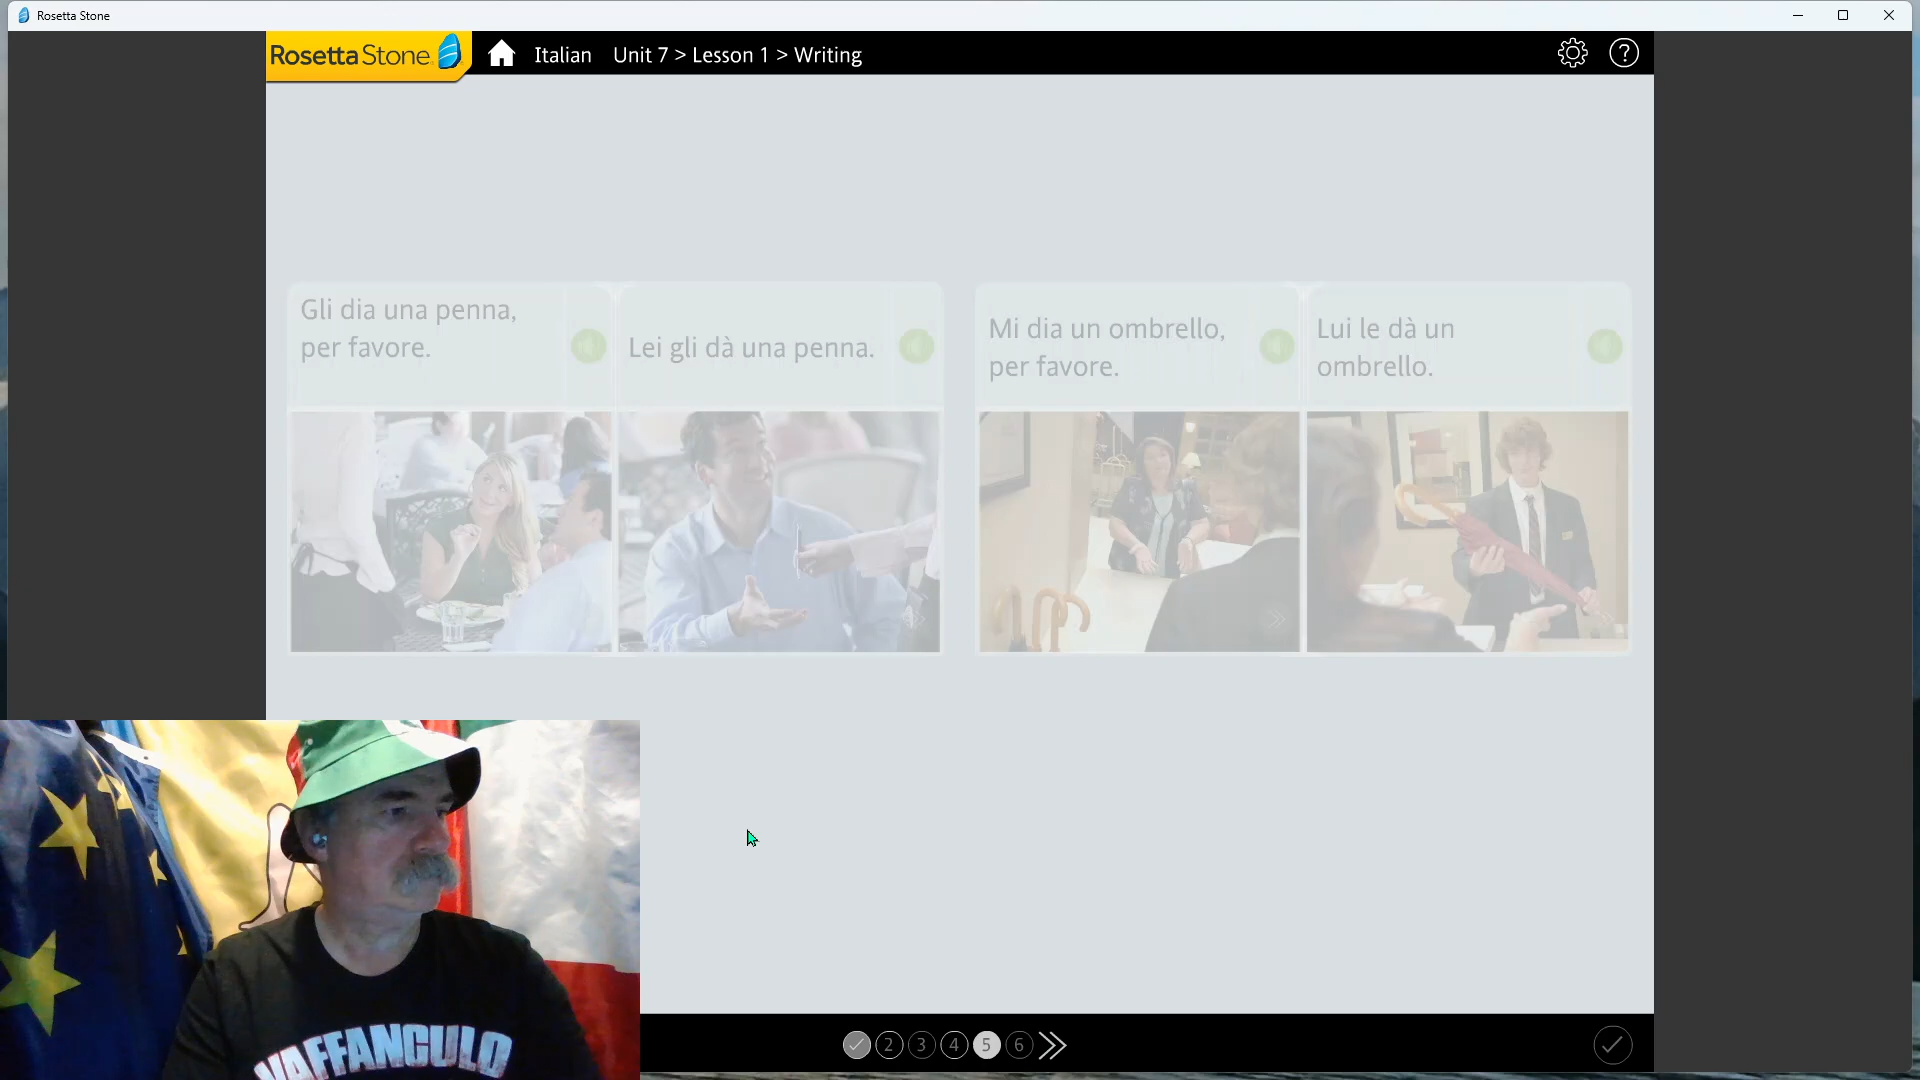 Rosetta Stone
Rosetta Stone
Italian Unit 7 > Lesson 1 > Writing
?
Gli dia una penna,
per favore.
Lei gli dà una penna.
Mi dia un ombrello,
per favore.
Lui le dà un
ombrello.
VAFFANCULO
2 3 4 5 6